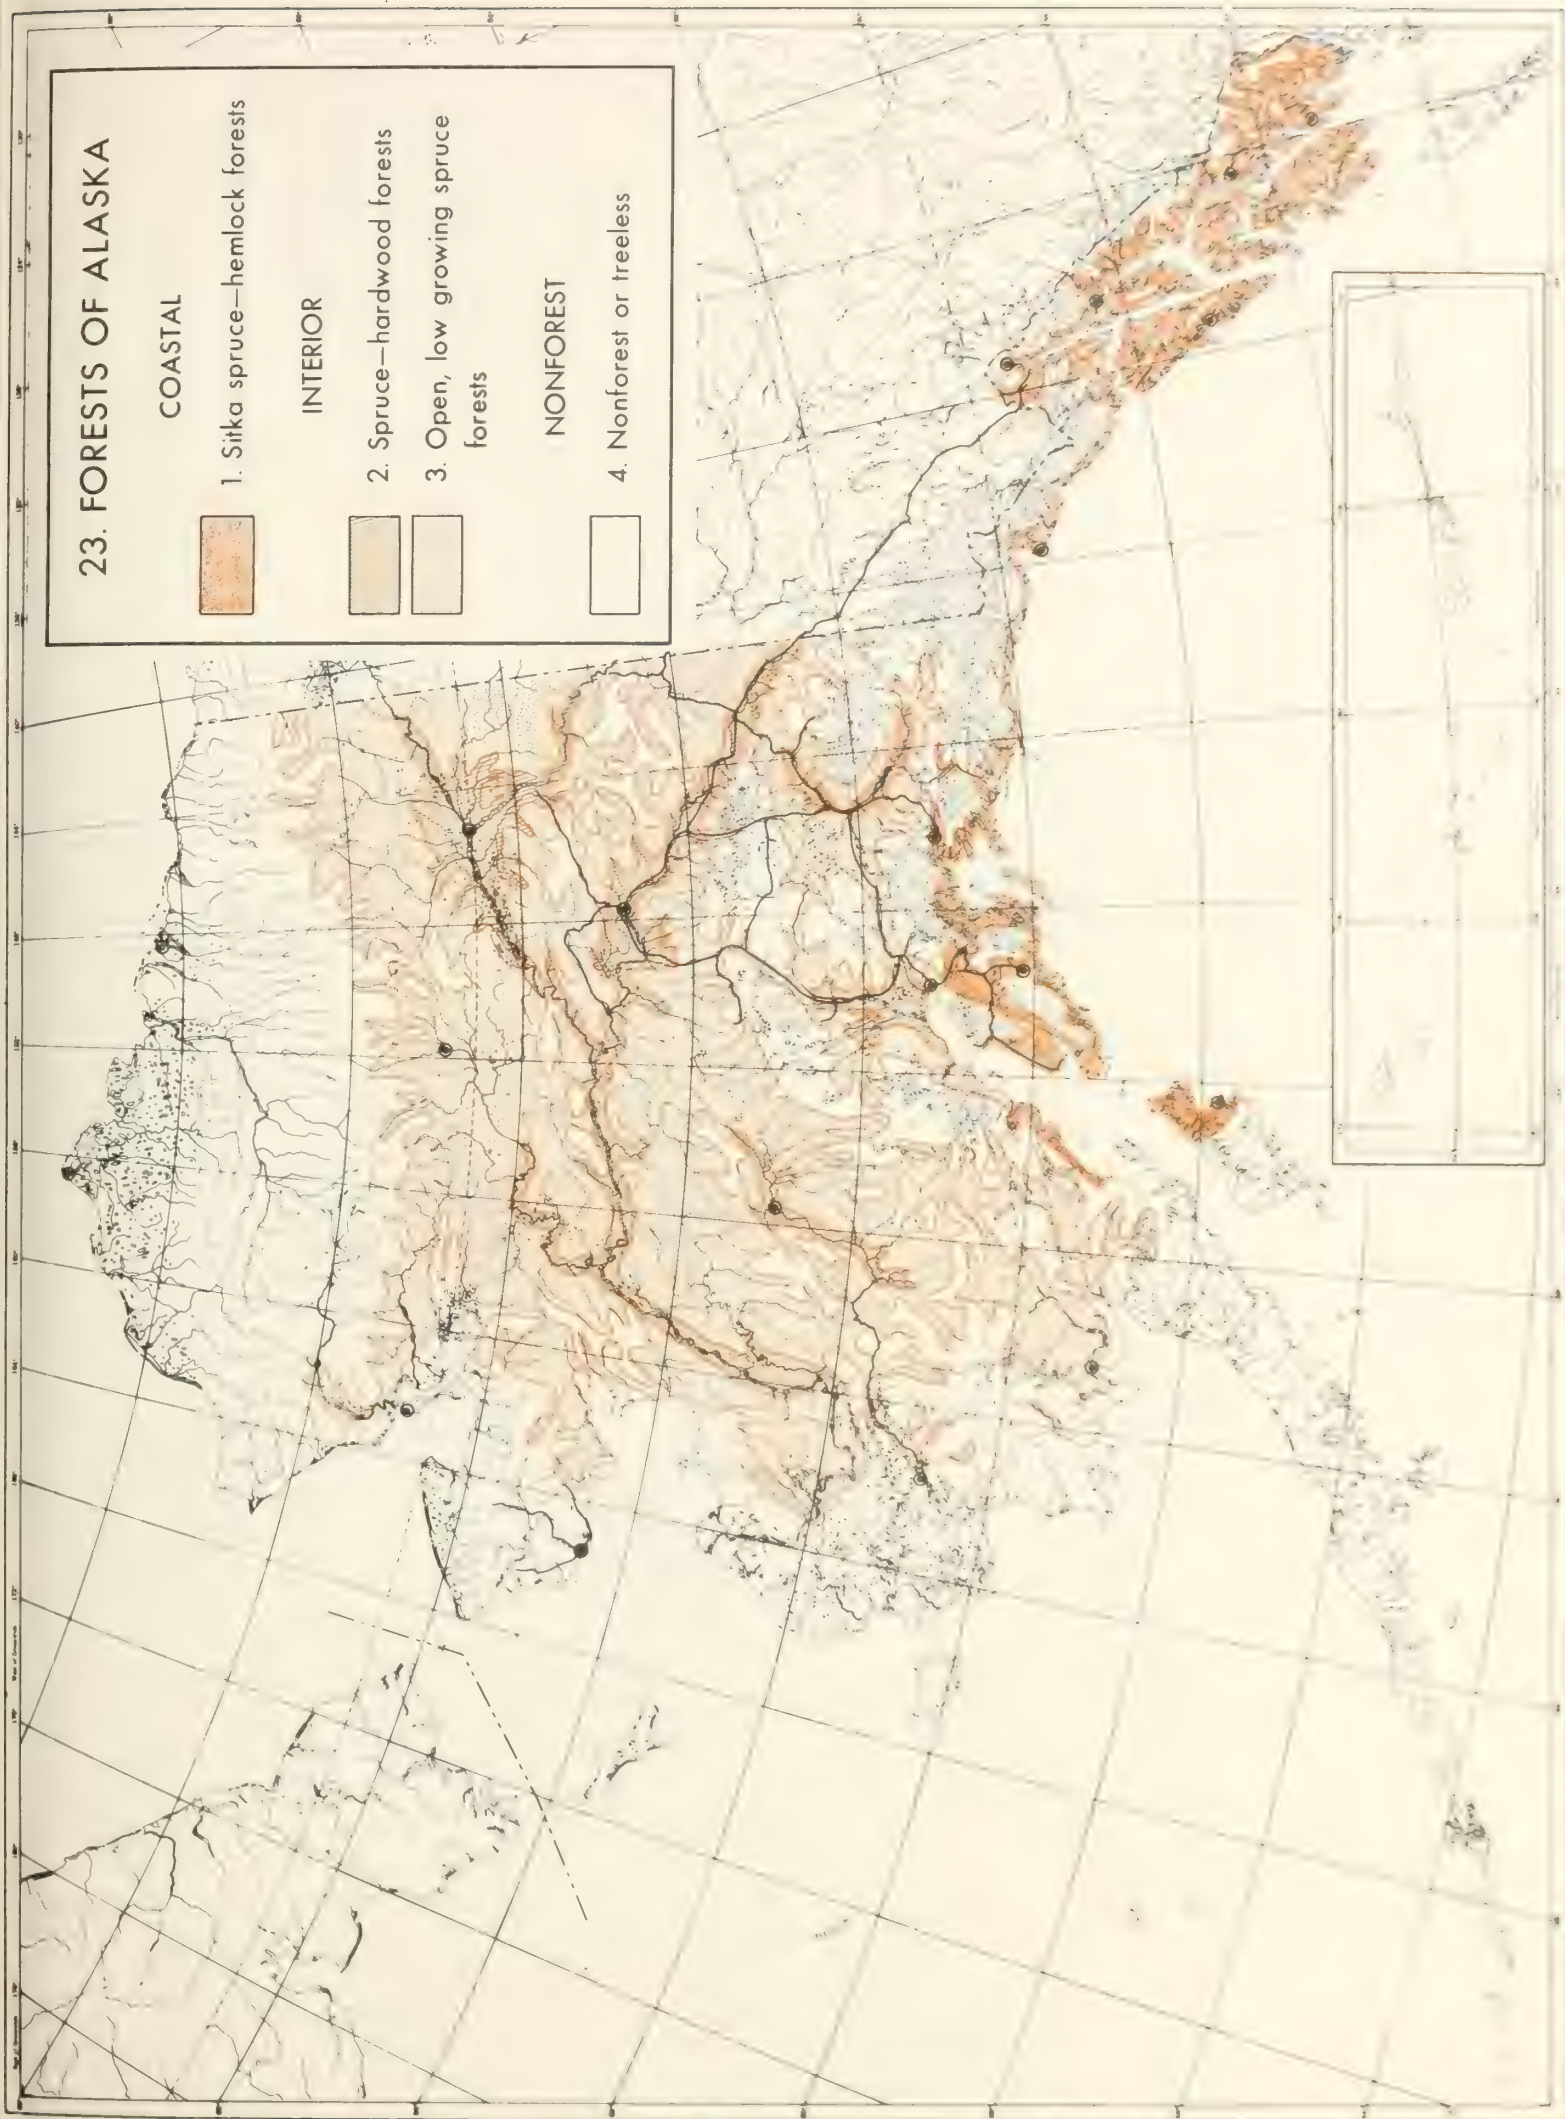 23. FORESTS OF ALASKA
COASTAL
1. Sitka spruce—hemlock forests
INTERIOR
2. Spruce—hardwood forests
3. Open, low growing spruce
forests
NONFOREST
4. Nonforest or treeless